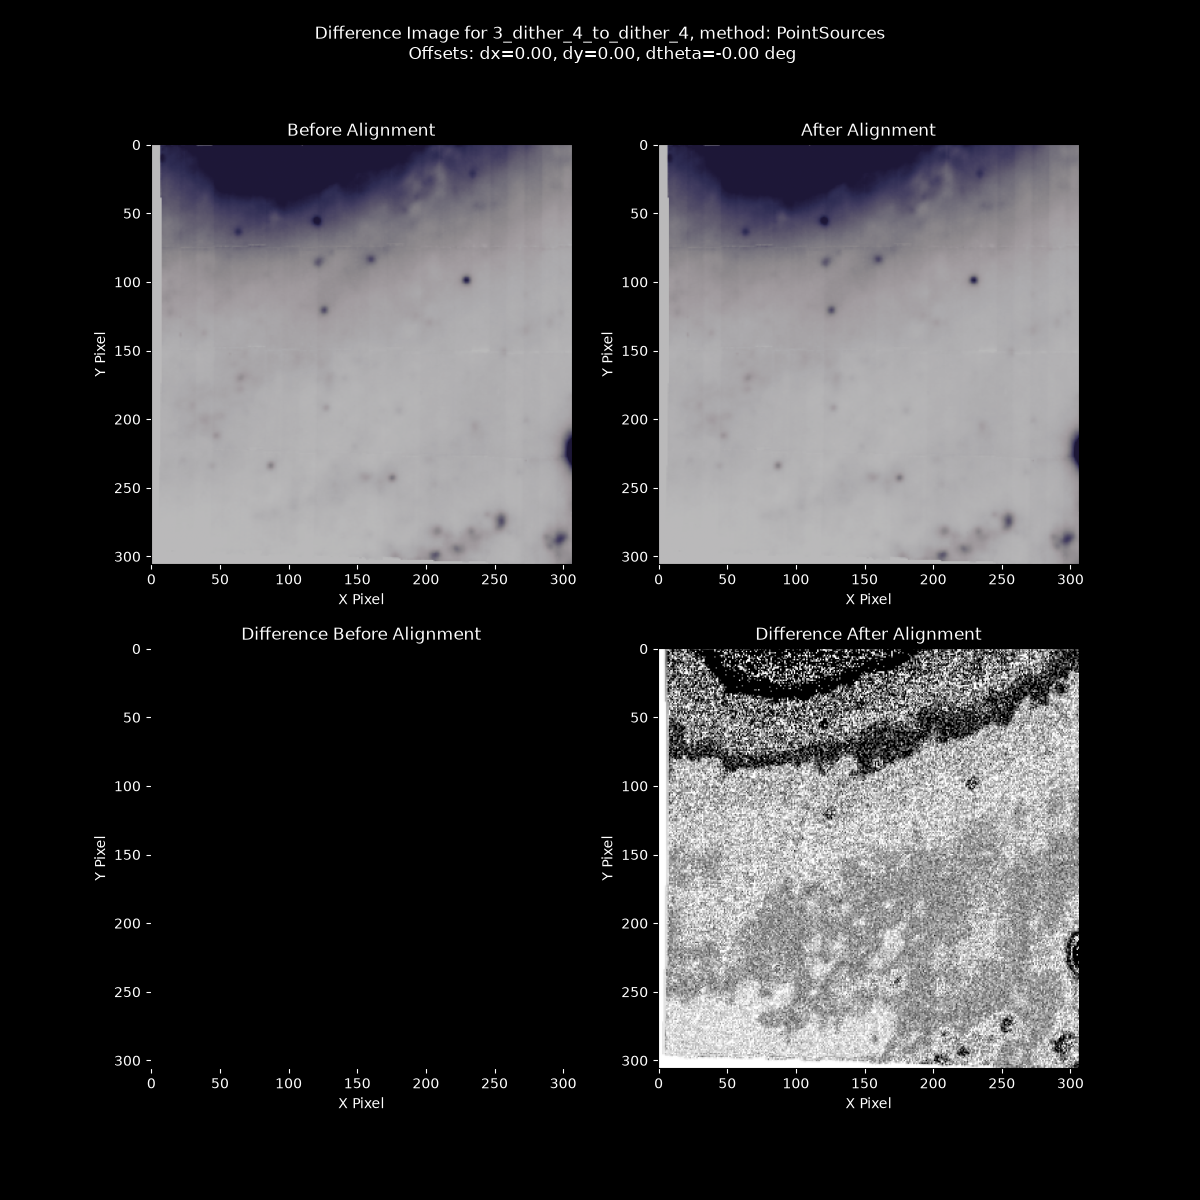 Difference Image for 3_dither_4_to_dither_4, method: PointSources
Offsets: dx=0.00, dy=0.00, dtheta=-0.00 deg
Before Alignment
0
50
100
150
200
250
300
Y Pixel
0 50 100 150 200 250 300
X Pixel
After Alignment
0
50
100
150
200
250
300
Y Pixel
0 50 100 150 200 250 300
X Pixel
Difference Before Alignment
0
50
100
150
200
250
300
Y Pixel
0 50 100 150 200 250 300
X Pixel
Difference After Alignment
0
50
100
150
200
250
300
Y Pixel
0 50 100 150 200 250 300
X Pixel